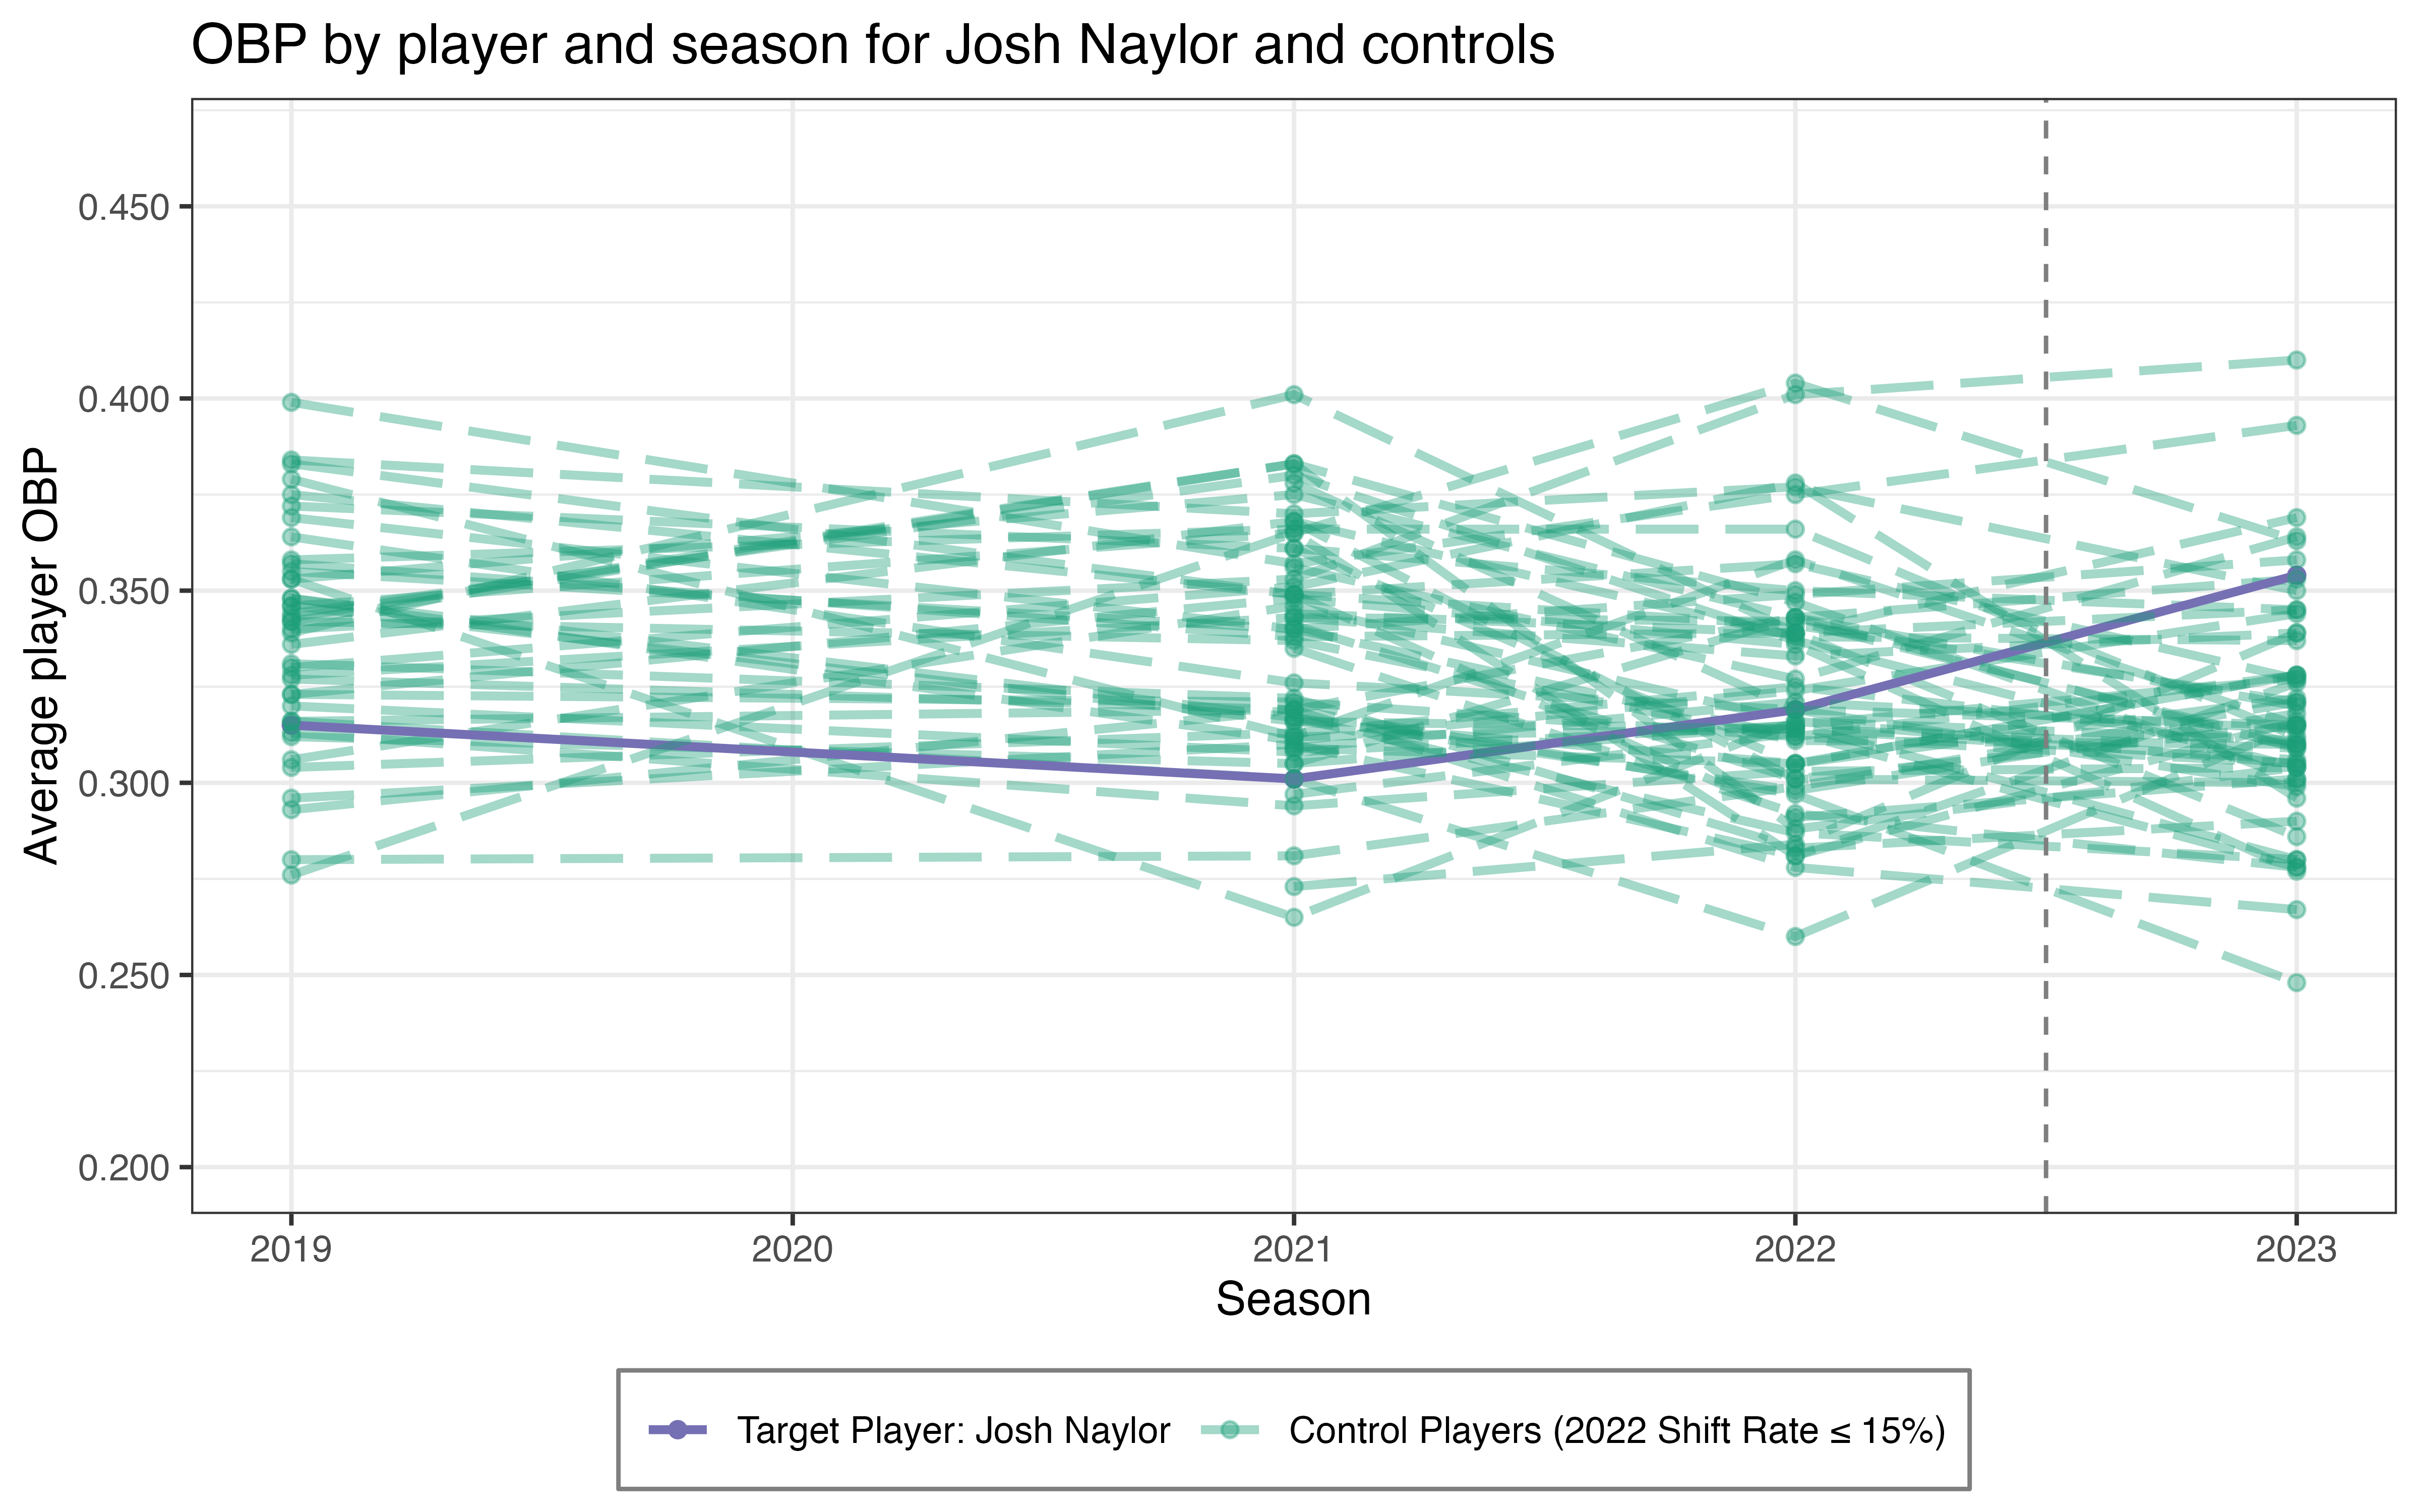 OBP by player and season for Josh Naylor and controls
Average player OBP
0.450
0.400
0.350
0.300
0.250
0.200
2019 2020 2021 2022 2023
Season
Target Player: Josh Naylor Control Players (2022 Shift Rate ≤ 15%)